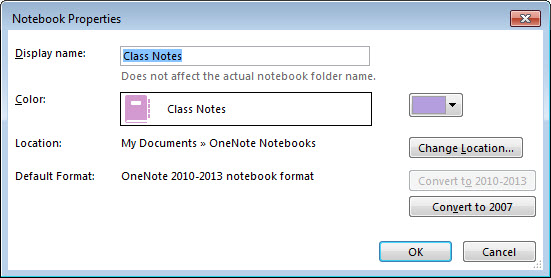 Notebook Properties
Display name: Class Notes
Does not affect the actual notebook folder name.
Color: Class Notes
Location: My Documents » OneNote Notebooks Change Location...
Default Format: OneNote 2010-2013 notebook format Convert to 2010-2013
Convert to 2007
OK Cancel